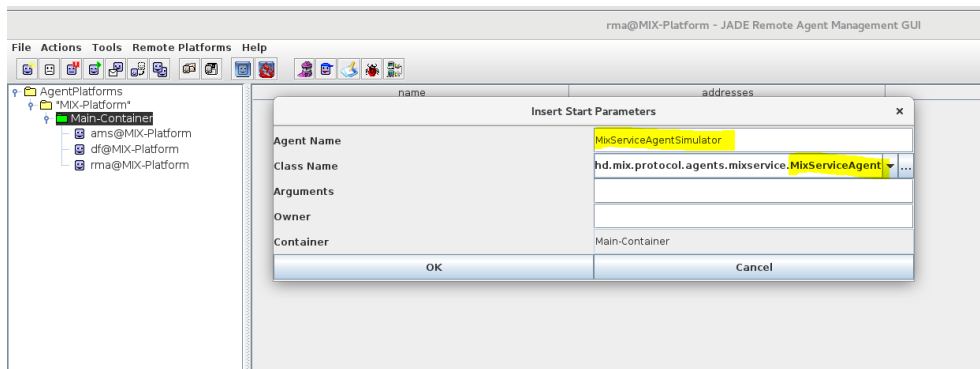 rma@MIX-Platform - JADE Remote Agent Management GUI
File Actions Tools Remote Platforms Help
AgentPlatforms
"MIX-Platform"
Main-Container
ams@MIX-Platform
df@MIX-Platform
rma@MIX-Platform
name addresses
Insert Start Parameters x
Agent Name MixServiceAgentSimulator
Class Name hd.mix.protocol.agents.mixservice.MixServiceAgent ...
Arguments
Owner
Container Main-Container
OK Cancel